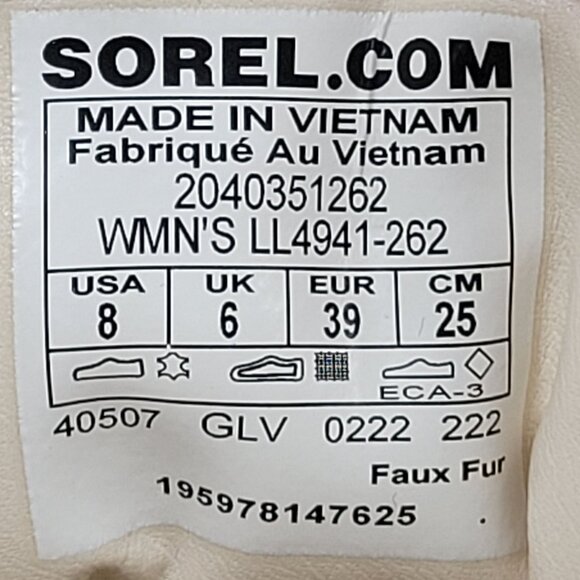 SOREL.COM
MADE IN VIETNAM
Fabriqué Au Vietnam
2040351262
WMN'S LL4941-262
USA UK EUR CM
8 6 39 25
ECA-3
40507 GLV 0222 222
Faux Fur
195978147625 .